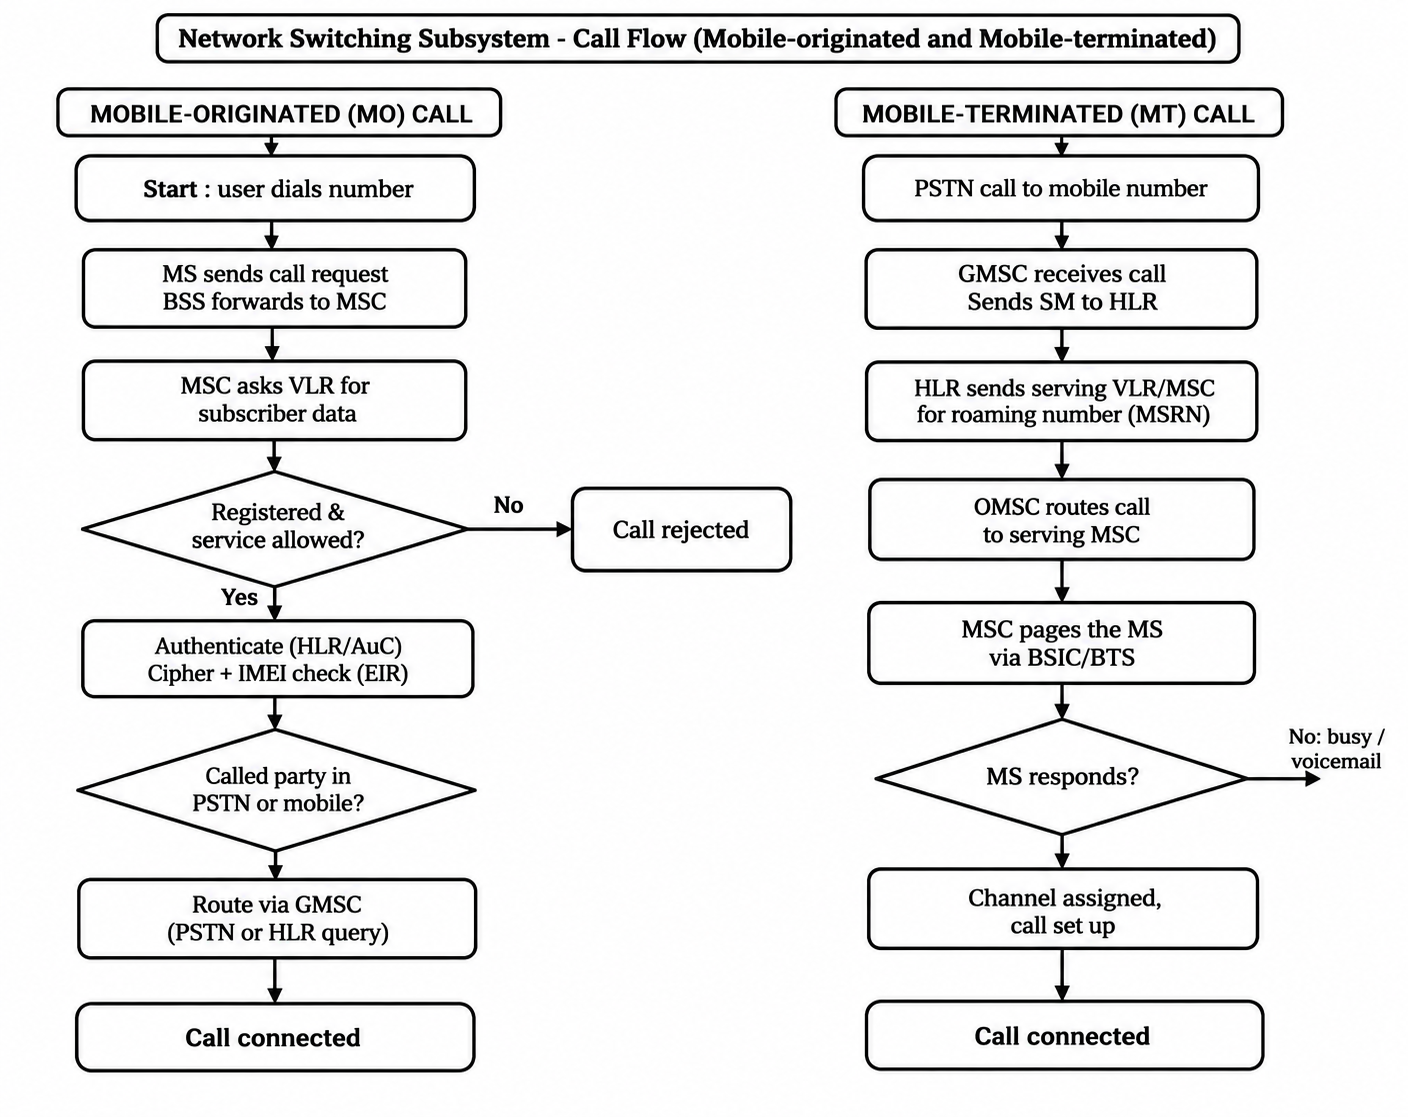 Network Switching Subsystem - Call Flow (Mobile-originated and Mobile-terminated)
MOBILE-ORIGINATED (MO) CALL
Start : user dials number
MS sends call request
BSS forwards to MSC
MSC asks VLR for
subscriber data
Registered &
service allowed?
No
Call rejected
Yes
Authenticate (HLR/AuC)
Cipher + IMEI check (EIR)
Called party in
PSTN or mobile?
Route via GMSC
(PSTN or HLR query)
Call connected
MOBILE-TERMINATED (MT) CALL
PSTN call to mobile number
GMSC receives call
Sends SM to HLR
HLR sends serving VLR/MSC
for roaming number (MSRN)
OMSC routes call
to serving MSC
MSC pages the MS
via BSIC/BTS
MS responds?
No: busy /
voicemail
Channel assigned,
call set up
Call connected